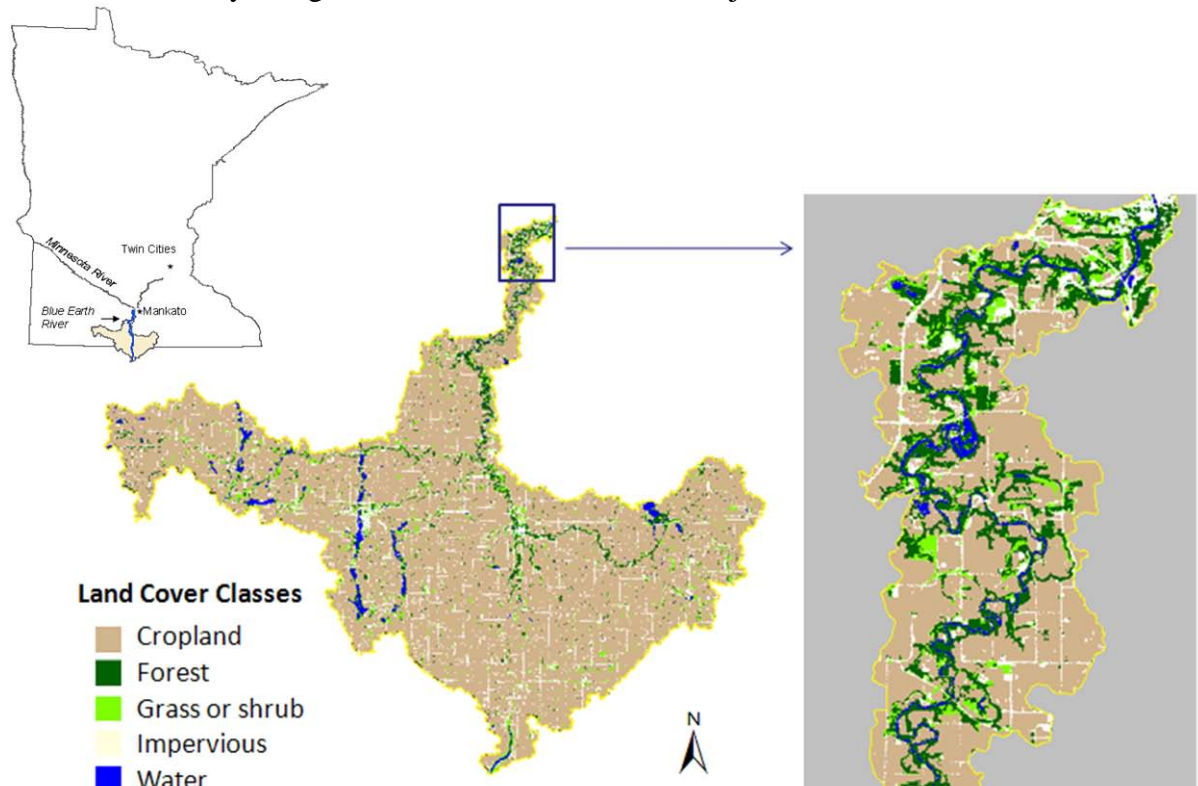 Twin Cities
Minnesota River
Blue Earth
River
Mankato
Land Cover Classes
Cropland
Forest
Grass or shrub
Impervious
Water
N